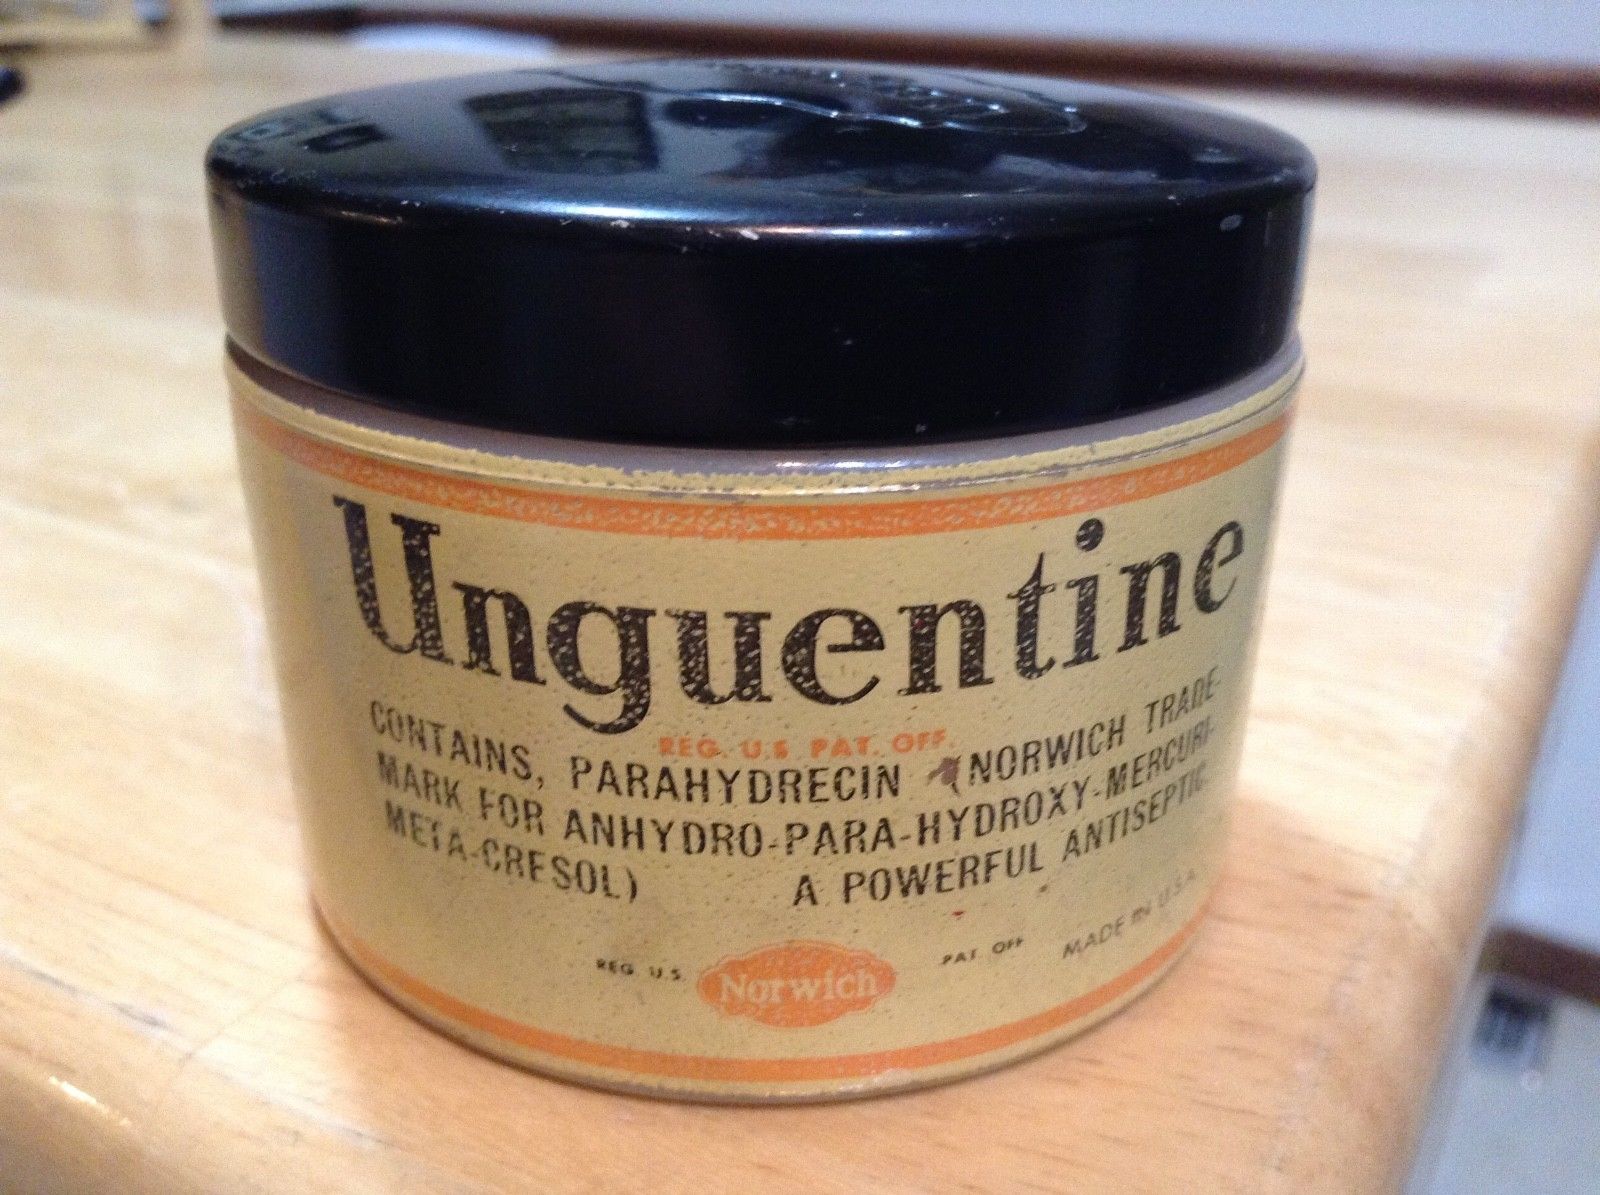 Unguentine
REG. U.S. PAT. OFF.
CONTAINS, PARAHYDRECIN (NORWICH TRADE-
MARK FOR ANHYDRO-PARA-HYDROXY-MERCURI-
META-CRESOL) A POWERFUL ANTISEPTIC.
REG. U.S. Norwich PAT. OFF. MADE IN U.S.A.